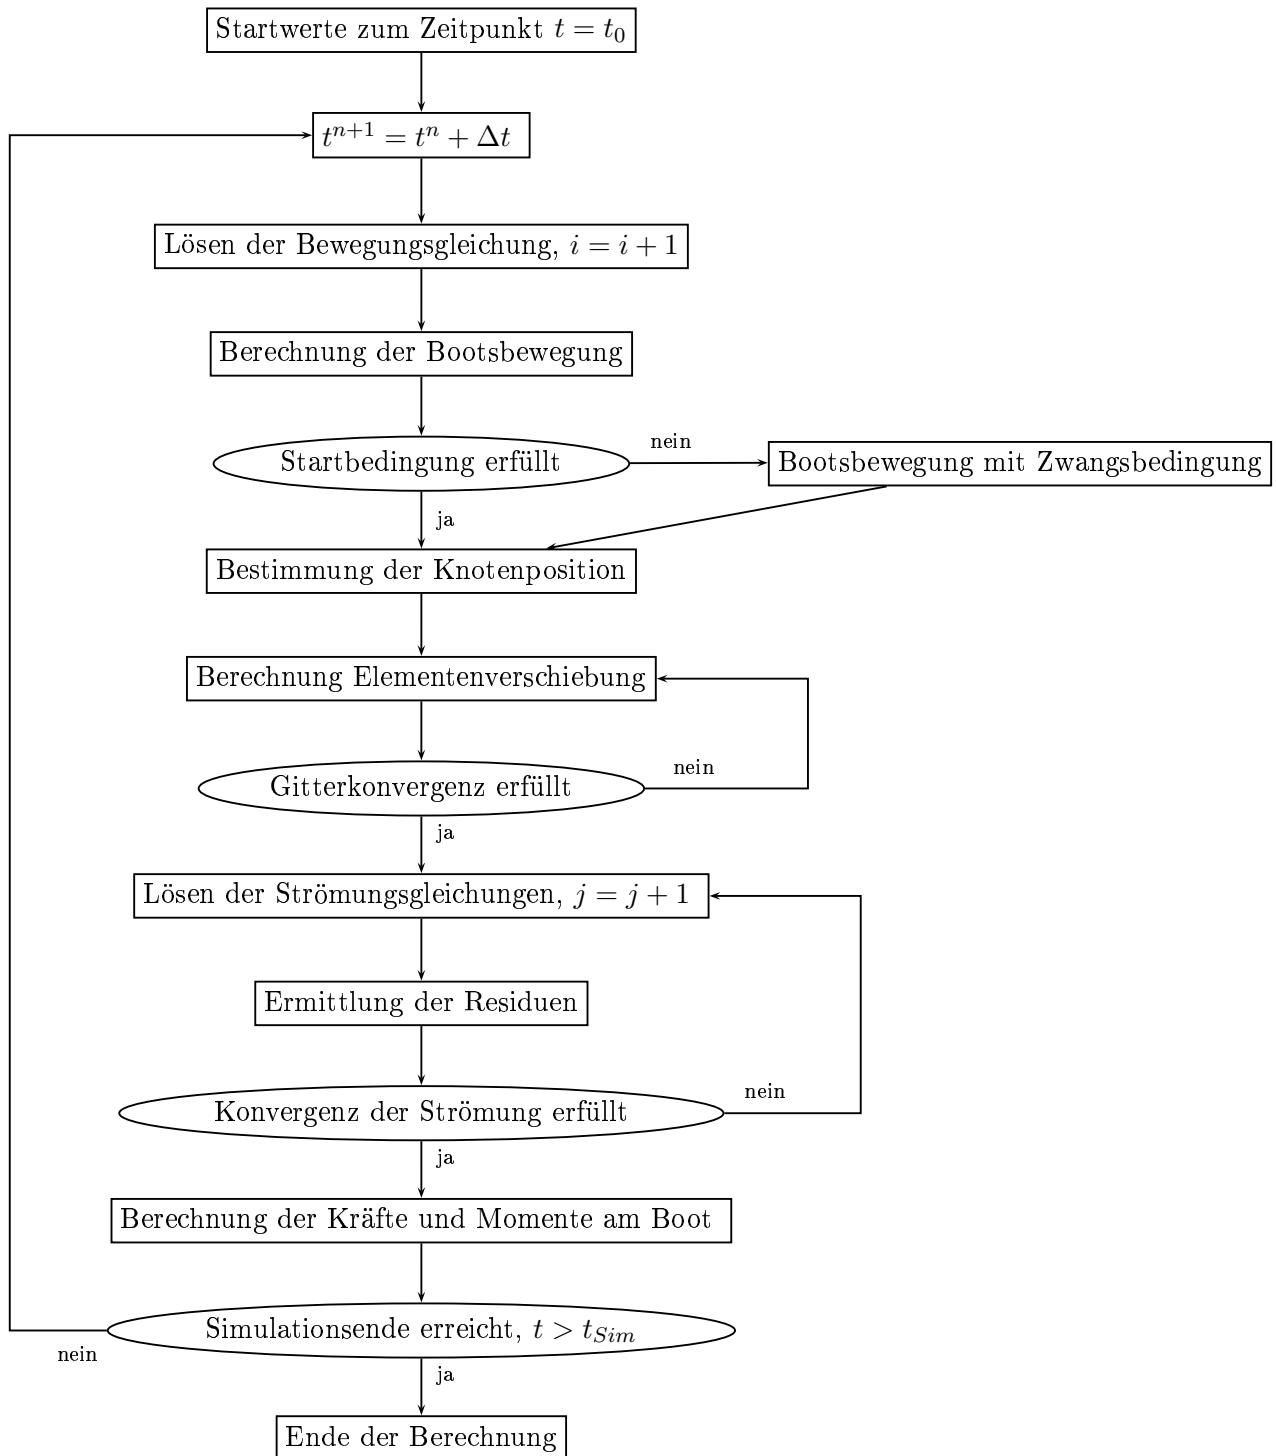 Startwerte zum Zeitpunkt $t = t_0$
$t^{n+1} = t^n + \Delta t$
Lösen der Bewegungsgleichung, $i = i + 1$
Berechnung der Bootsbewegung
Startbedingung erfüllt
nein
Bootsbewegung mit Zwangsbedingung
ja
Bestimmung der Knotenposition
Berechnung Elementenverschiebung
Gitterkonvergenz erfüllt
nein
ja
Lösen der Strömungsgleichungen, $j = j + 1$
Ermittlung der Residuen
Konvergenz der Strömung erfüllt
nein
ja
Berechnung der Kräfte und Momente am Boot
Simulationsende erreicht, $t > t_{Sim}$
nein
ja
Ende der Berechnung